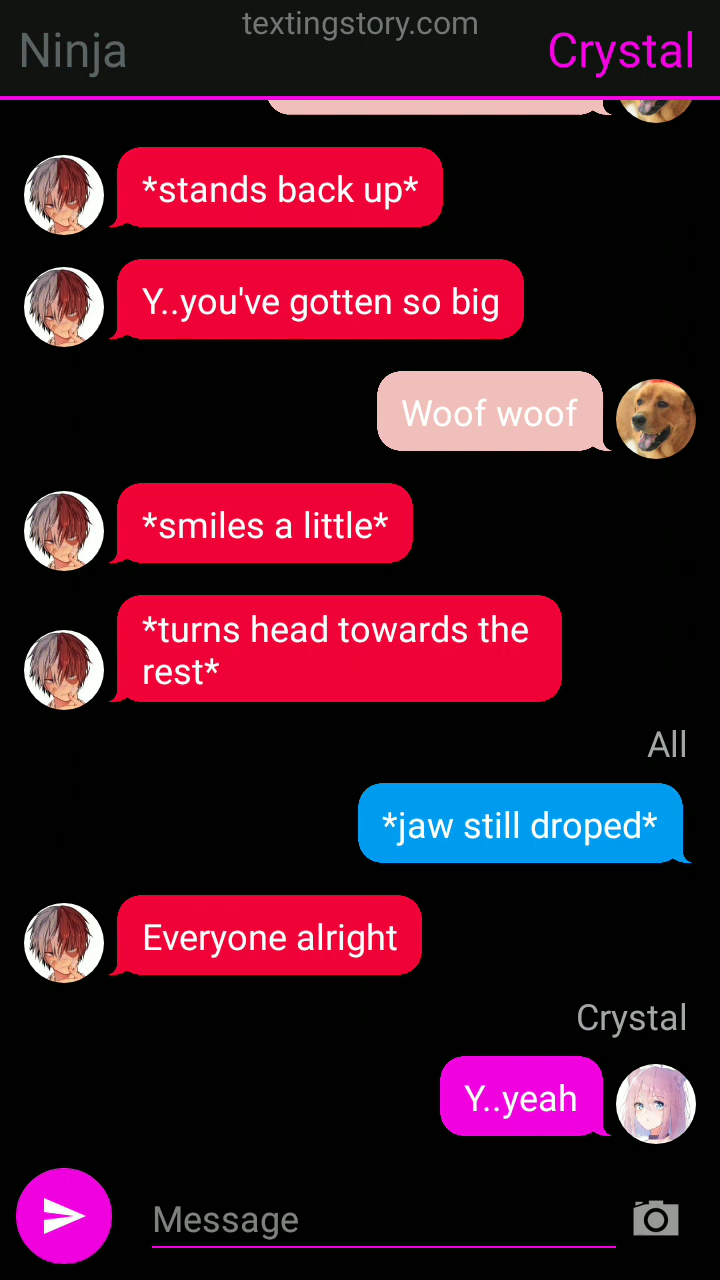 textingstory.com
Ninja
Crystal
*stands back up*
Y..you've gotten so big
Woof woof
*smiles a little*
*turns head towards the
rest*
All
*jaw still droped*
Everyone alright
Crystal
Y..yeah
Message